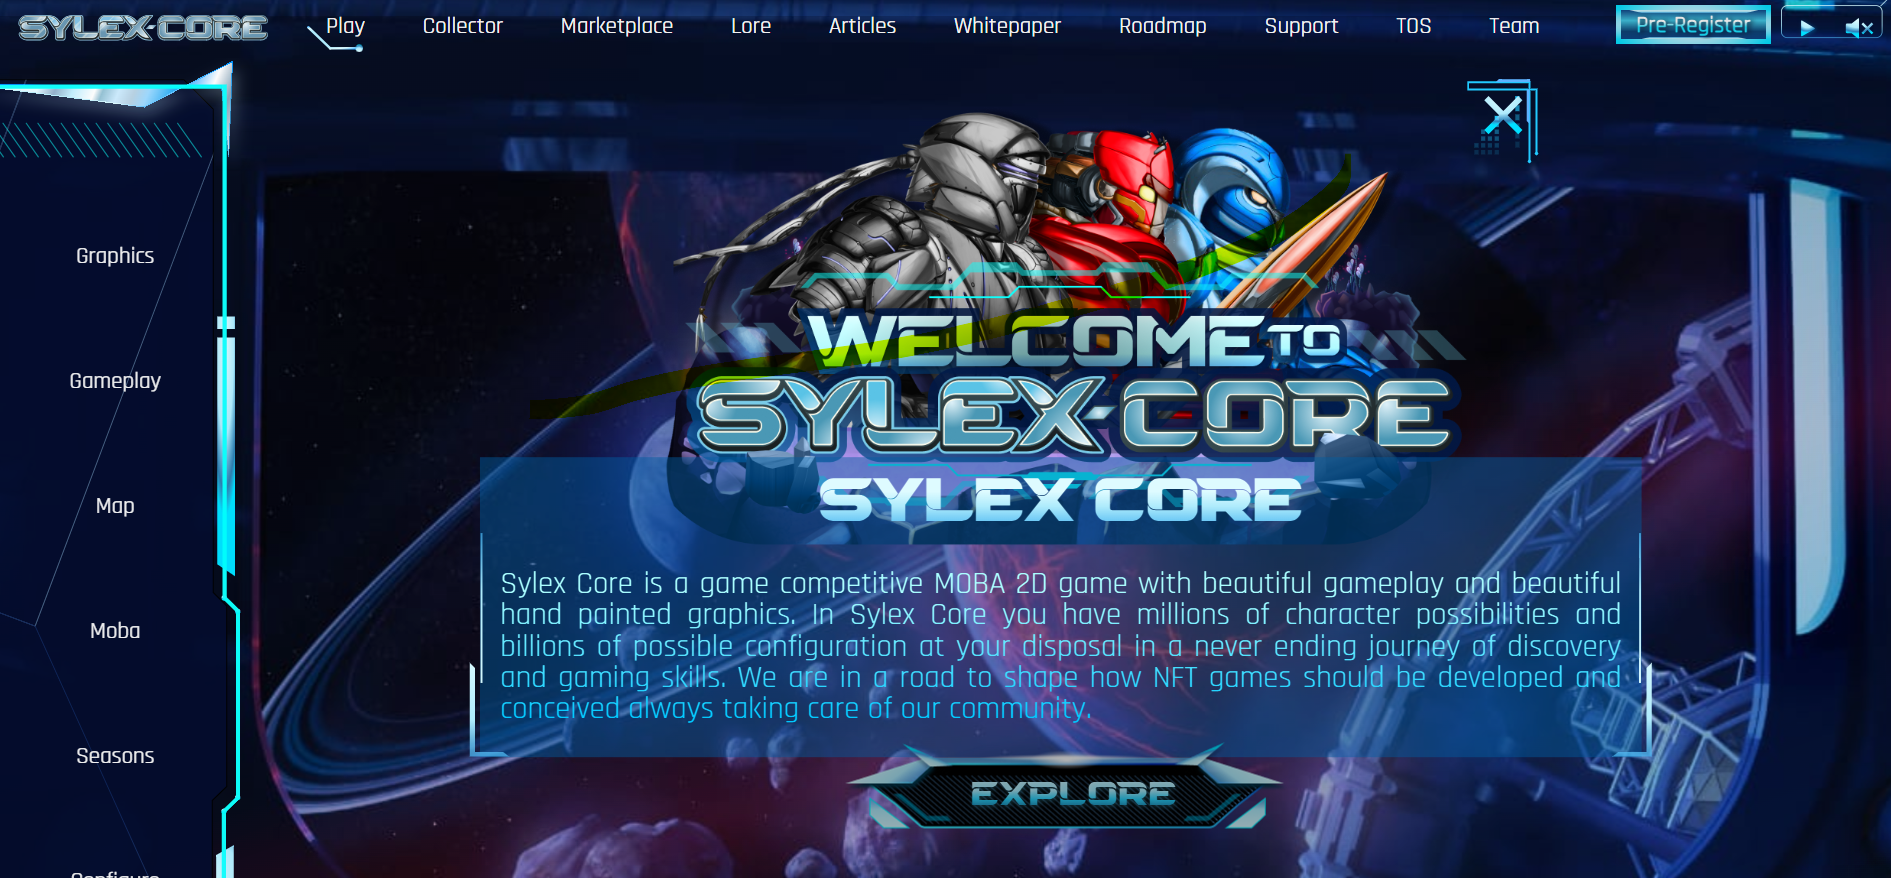 SYLEX-CORE
Play Collector Marketplace Lore Articles Whitepaper Roadmap Support TOS Team Pre-Register
Graphics
Gameplay
Map
Moba
Seasons
Configure
WELCOME TO
SYLEX-CORE
SYLEX CORE
Sylex Core is a game competitive MOBA 2D game with beautiful gameplay and beautiful
hand painted graphics. In Sylex Core you have millions of character possibilities and
billions of possible configuration at your disposal in a never ending journey of discovery
and gaming skills. We are in a road to shape how NFT games should be developed and
conceived always taking care of our community.
EXPLORE